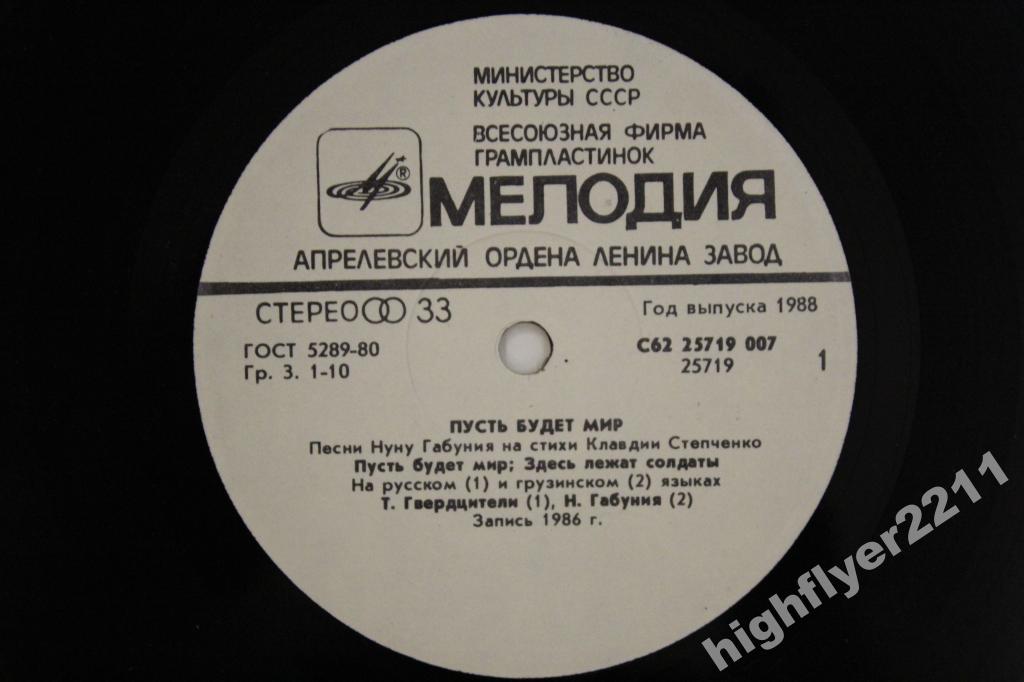 МИНИСТЕРСТВО
КУЛЬТУРЫ СССР
ВСЕСОЮЗНАЯ ФИРМА
ГРАМПЛАСТИНОК
®
МЕЛОДИЯ
АПРЕЛЕВСКИЙ ОРДЕНА ЛЕНИНА ЗАВОД
СТЕРЕО 33
Год выпуска 1988
ГОСТ 5289-80
Гр. 3. 1-10
С62 25719 007
25719
1
ПУСТЬ БУДЕТ МИР
Песни Нуну Габуния на стихи Клавдии Степченко
Пусть будет мир; Здесь лежат солдаты
На русском (1) и грузинском (2) языках
Т. Гвердцители (1), Н. Габуния (2)
Запись 1986 г.
highflyer2211